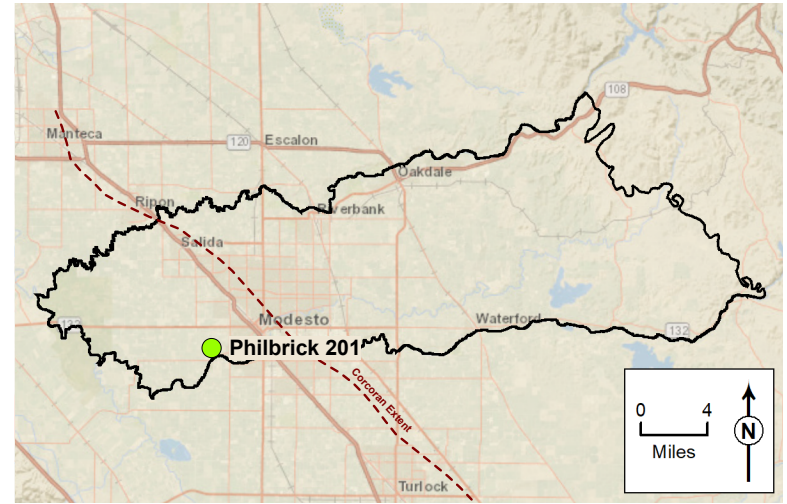 108
Manteca
120
Escalon
Oakdale
Ripon
Riverbank
Salida
132
Modesto
Waterford
132
Philbrick 201
Corcoran Extent
0 4
Miles
N
Turlock